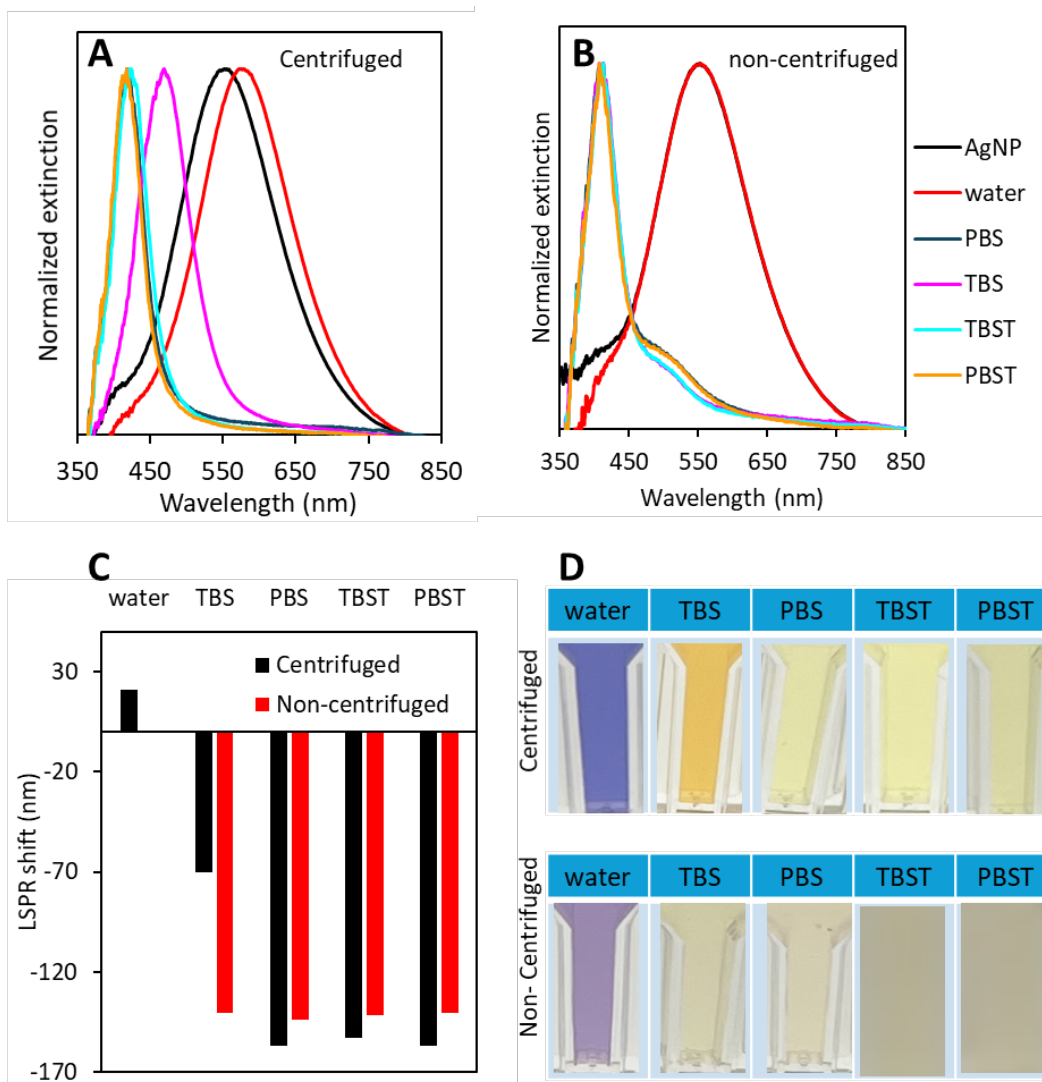 A
Centrifuged
Normalized extinction
350 450 550 650 750 850
Wavelength (nm)
B
non-centrifuged
Normalized extinction
350 450 550 650 750 850
Wavelength (nm)
AgNP
water
PBS
TBS
TBST
PBST
C
water TBS PBS TBST PBST
Centrifuged
Non-centrifuged
LSPR shift (nm)
30
-20
-70
-120
-170
D
water TBS PBS TBST PBST
Centrifuged
water TBS PBS TBST PBST
Non- Centrifuged